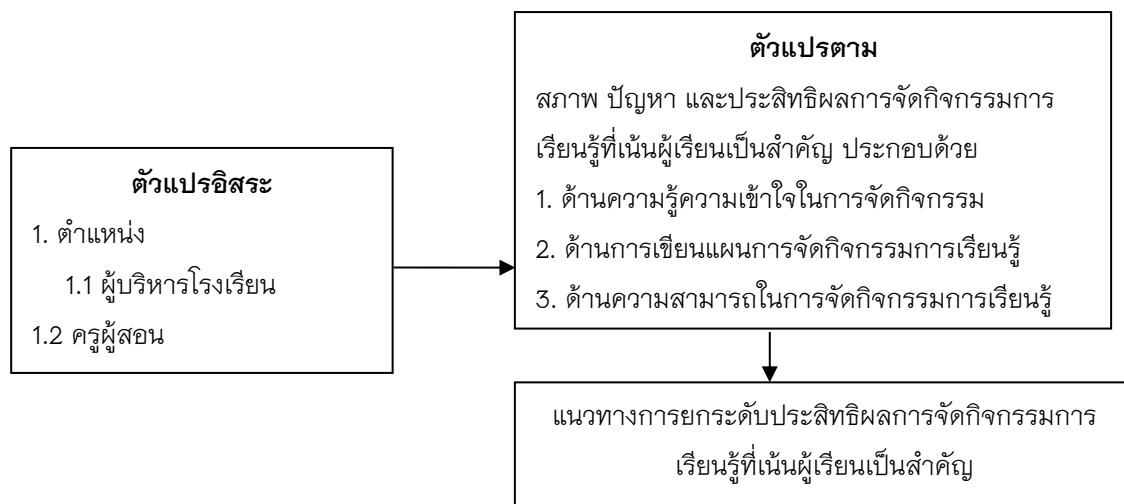 ตัวแปรอิสระ
1. ตำแหน่ง
1.1 ผู้บริหารโรงเรียน
1.2 ครูผู้สอน
ตัวแปรตาม
สภาพ ปัญหา และประสิทธิผลการจัดกิจกรรมการ
เรียนรู้ที่เน้นผู้เรียนเป็นสำคัญ ประกอบด้วย
1. ด้านความรู้ความเข้าใจในการจัดกิจกรรม
2. ด้านการเขียนแผนการจัดกิจกรรมการเรียนรู้
3. ด้านความสามารถในการจัดกิจกรรมการเรียนรู้
แนวทางการยกระดับประสิทธิผลการจัดกิจกรรมการ
เรียนรู้ที่เน้นผู้เรียนเป็นสำคัญ